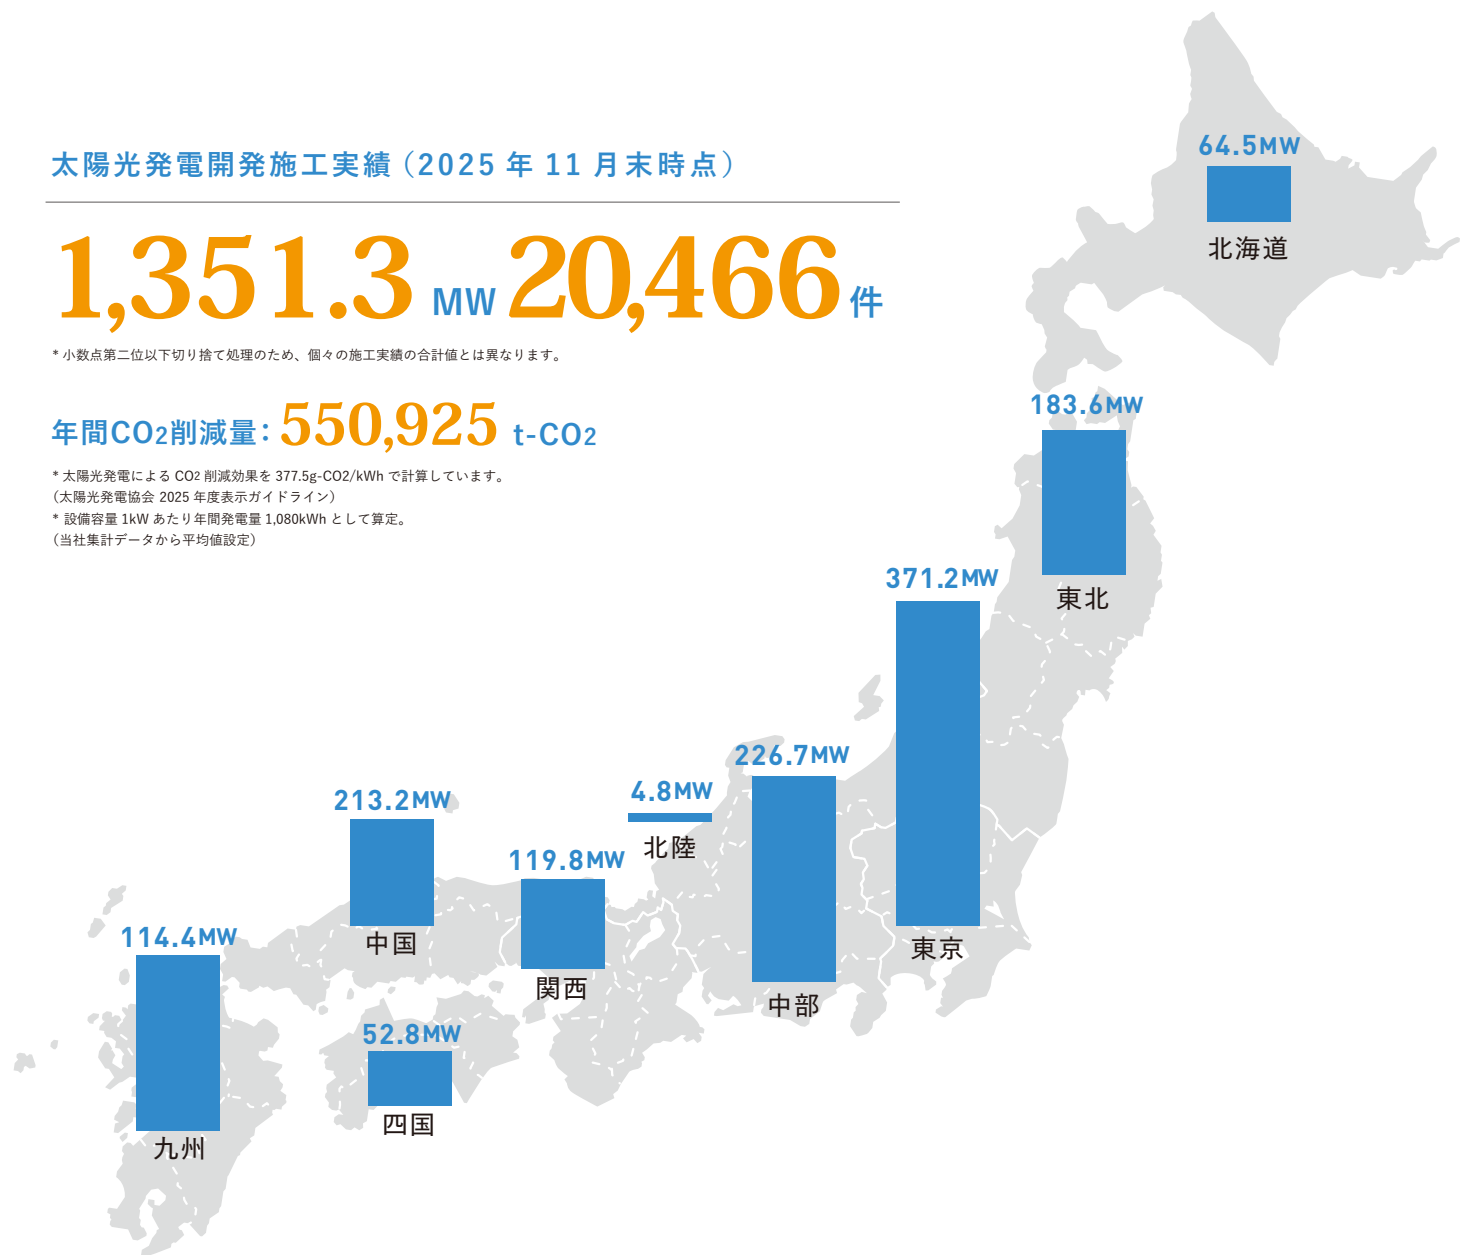 太陽光発電開発施工実績（2025年11月末時点）
1,351.3 MW 20,466 件
* 小数点第二位以下切り捨て処理のため、個々の施工実績の合計値とは異なります。
年間CO2削減量：550,925 t-CO2
* 太陽光発電による CO2 削減効果を 377.5g-CO2/kWh で計算しています。
（太陽光発電協会 2025 年度表示ガイドライン）
* 設備容量 1kW あたり年間発電量 1,080kWh として算定。
（当社集計データから平均値設定）
64.5MW
北海道
183.6MW
東北
371.2MW
東京
226.7MW
中部
4.8MW
北陸
119.8MW
関西
213.2MW
中国
52.8MW
四国
114.4MW
九州